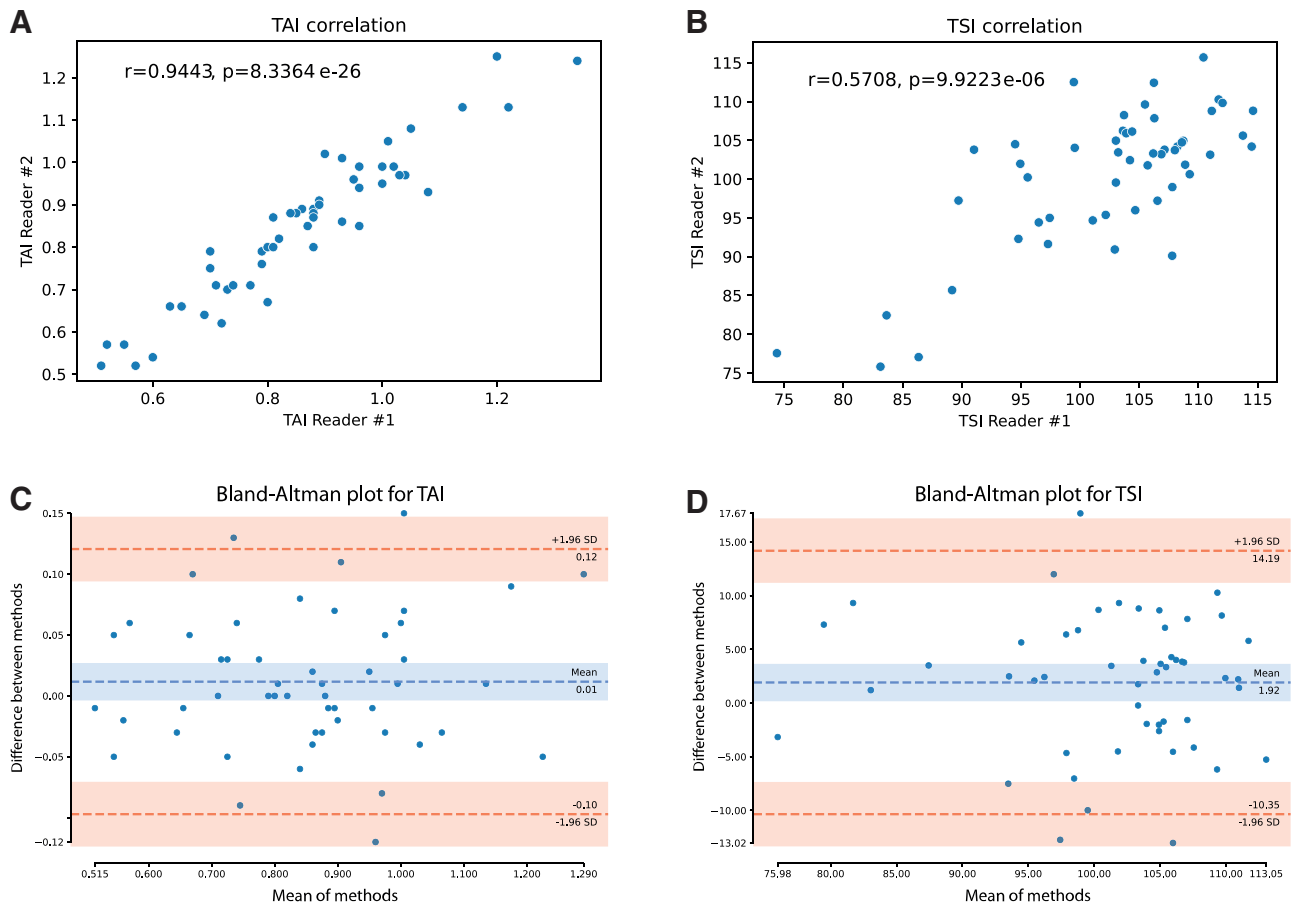 A
TAI correlation
r=0.9443, p=8.3364 e-26
TAI Reader #2
1.2
1.0
0.9
0.8
0.7
0.6
0.5
0.6
0.8
1.0
1.2
TAI Reader #1
B
TSI correlation
r=0.5708, p=9.9223e-06
TSI Reader #2
115
110
105
100
95
90
85
80
75
75
80
85
90
95
100
105
110
115
TSI Reader #1
C
Bland-Altman plot for TAI
Difference between methods
0.15
0.10
0.05
0.00
−0.05
−0.12
+1.96 SD
0.12
Mean
0.01
-0.10
-1.96 SD
0.515
0.600
0.700
0.800
0.900
1.000
1.100
1.200
1.290
Mean of methods
D
Bland-Altman plot for TSI
Difference between methods
17.67
15.00
10.00
5.00
0.00
−5.00
−10.00
−13.02
+1.96 SD
14.19
Mean
1.92
-10.35
-1.96 SD
75.98
80.00
85.00
90.00
95.00
100.00
105.00
110.00
113.05
Mean of methods